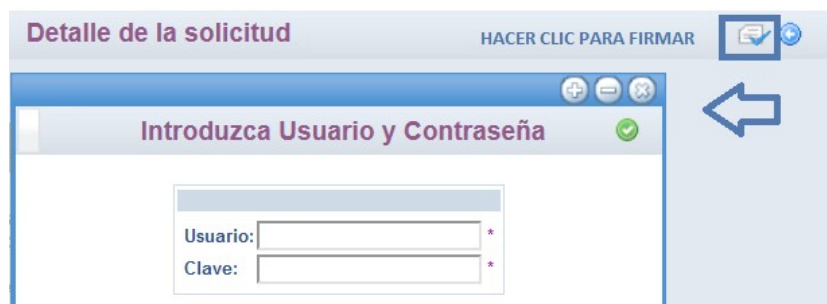 Detalle de la solicitud
HACER CLIC PARA FIRMAR
Introduzca Usuario y Contraseña
Usuario: *
Clave: *